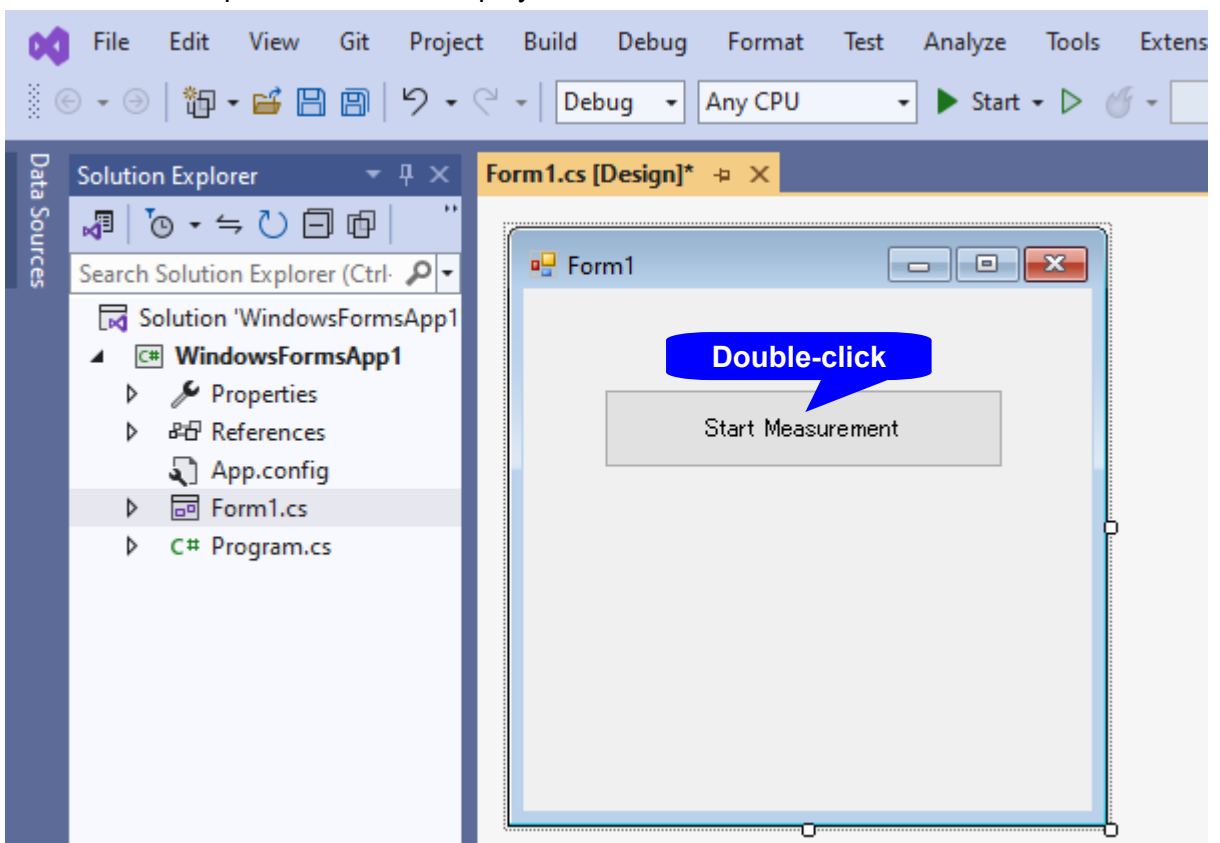 File Edit View Git Project Build Debug Format Test Analyze Tools Extens
Debug Any CPU Start
Data Sources
Solution Explorer
Search Solution Explorer (Ctrl-
Solution 'WindowsFormsApp1
C# WindowsFormsApp1
Properties
References
App.config
Form1.cs
C# Program.cs
Form1.cs [Design]*
Form1
Double-click
Start Measurement